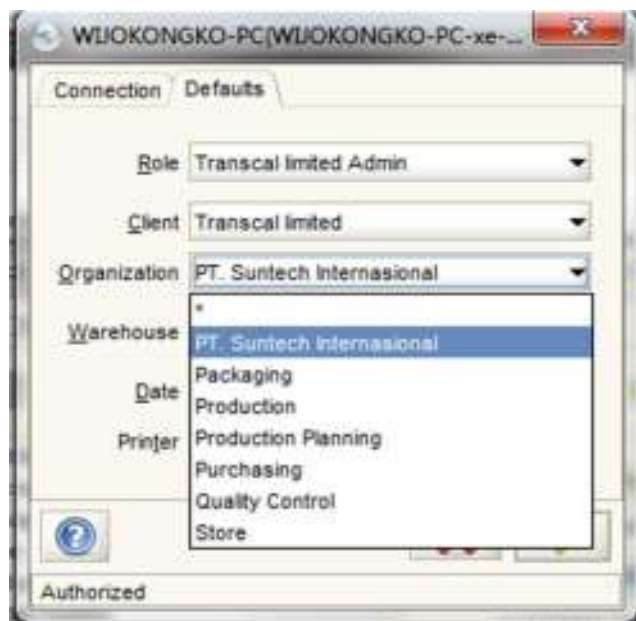 WIJOKONGKO-PC{WIJOKONGKO-PC-xe-...
Connection Defaults
Role Transcal limited Admin
Client Transcal limited
Organization PT. Suntech Internasional
*
Warehouse PT. Suntech Internasional
Packaging
Date
Production
Printer Production Planning
Purchasing
Quality Control
Store
Authorized